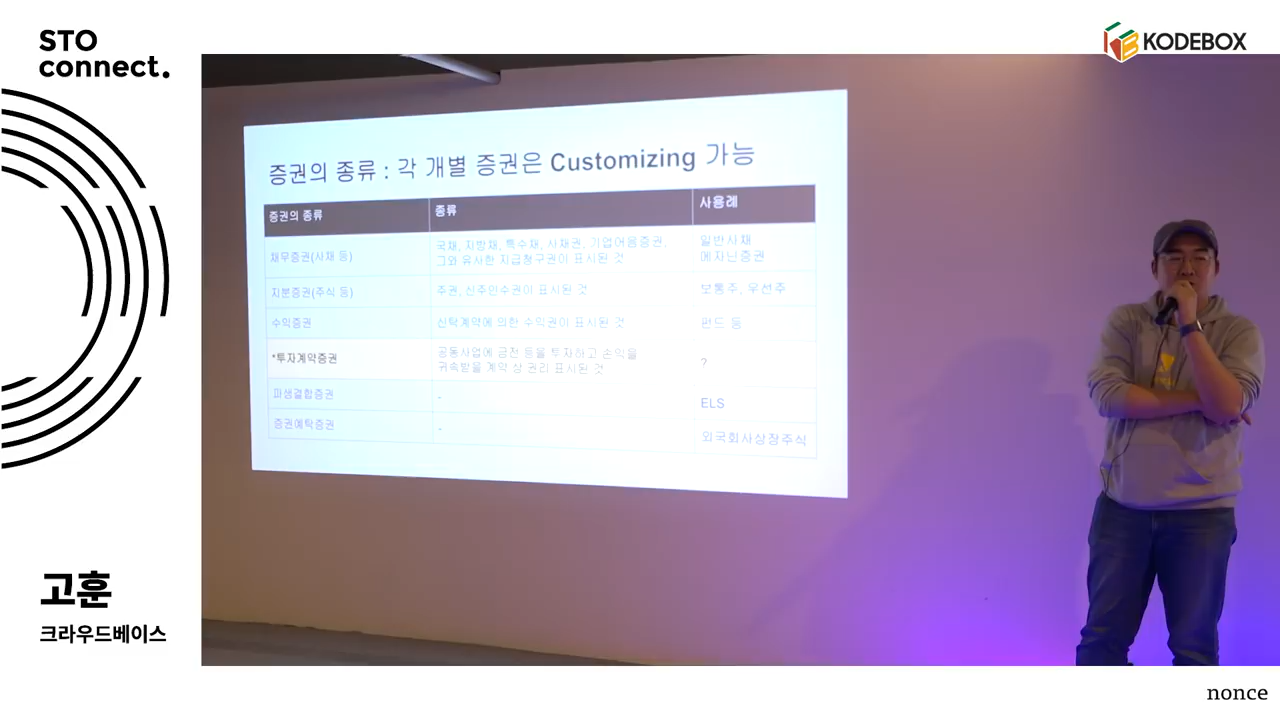 STO
connect.
KODEBOX
증권의 종류 : 각 개별 증권은 Customizing 가능
증권의 종류
종류
사용례
채무증권(사채 등)
국채, 지방채, 특수채, 사채권, 기업어음증권,
그와 유사한 지급청구권이 표시된 것
일반사채
메자닌증권
지분증권(주식 등)
주권, 신주인수권이 표시된 것
보통주, 우선주
수익증권
신탁계약에 의한 수익권이 표시된 것
펀드 등
*투자계약증권
공동사업에 금전 등을 투자하고 손익을
귀속받을 계약 상 권리 표시된 것
?
파생결합증권
-
ELS
증권예탁증권
-
외국회사상장주식
고훈
크라우드베이스
nonce